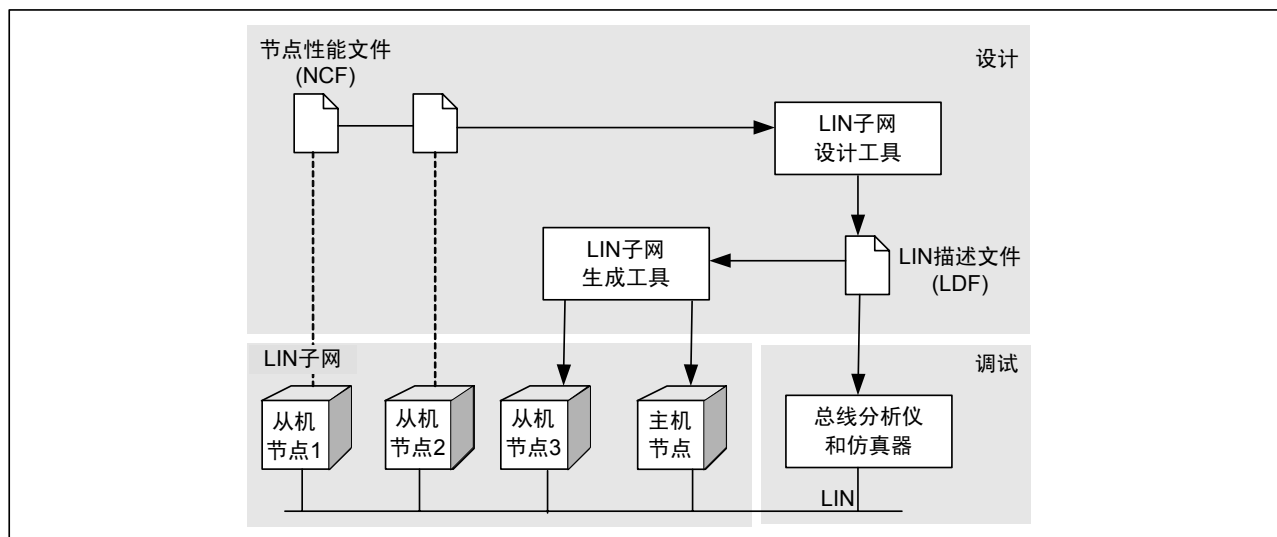 节点性能文件
(NCF)
设计
LIN子网
设计工具
LIN子网
生成工具
LIN描述文件
(LDF)
LIN子网
调试
从机
节点1
从机
节点2
从机
节点3
主机
节点
总线分析仪
和仿真器
LIN